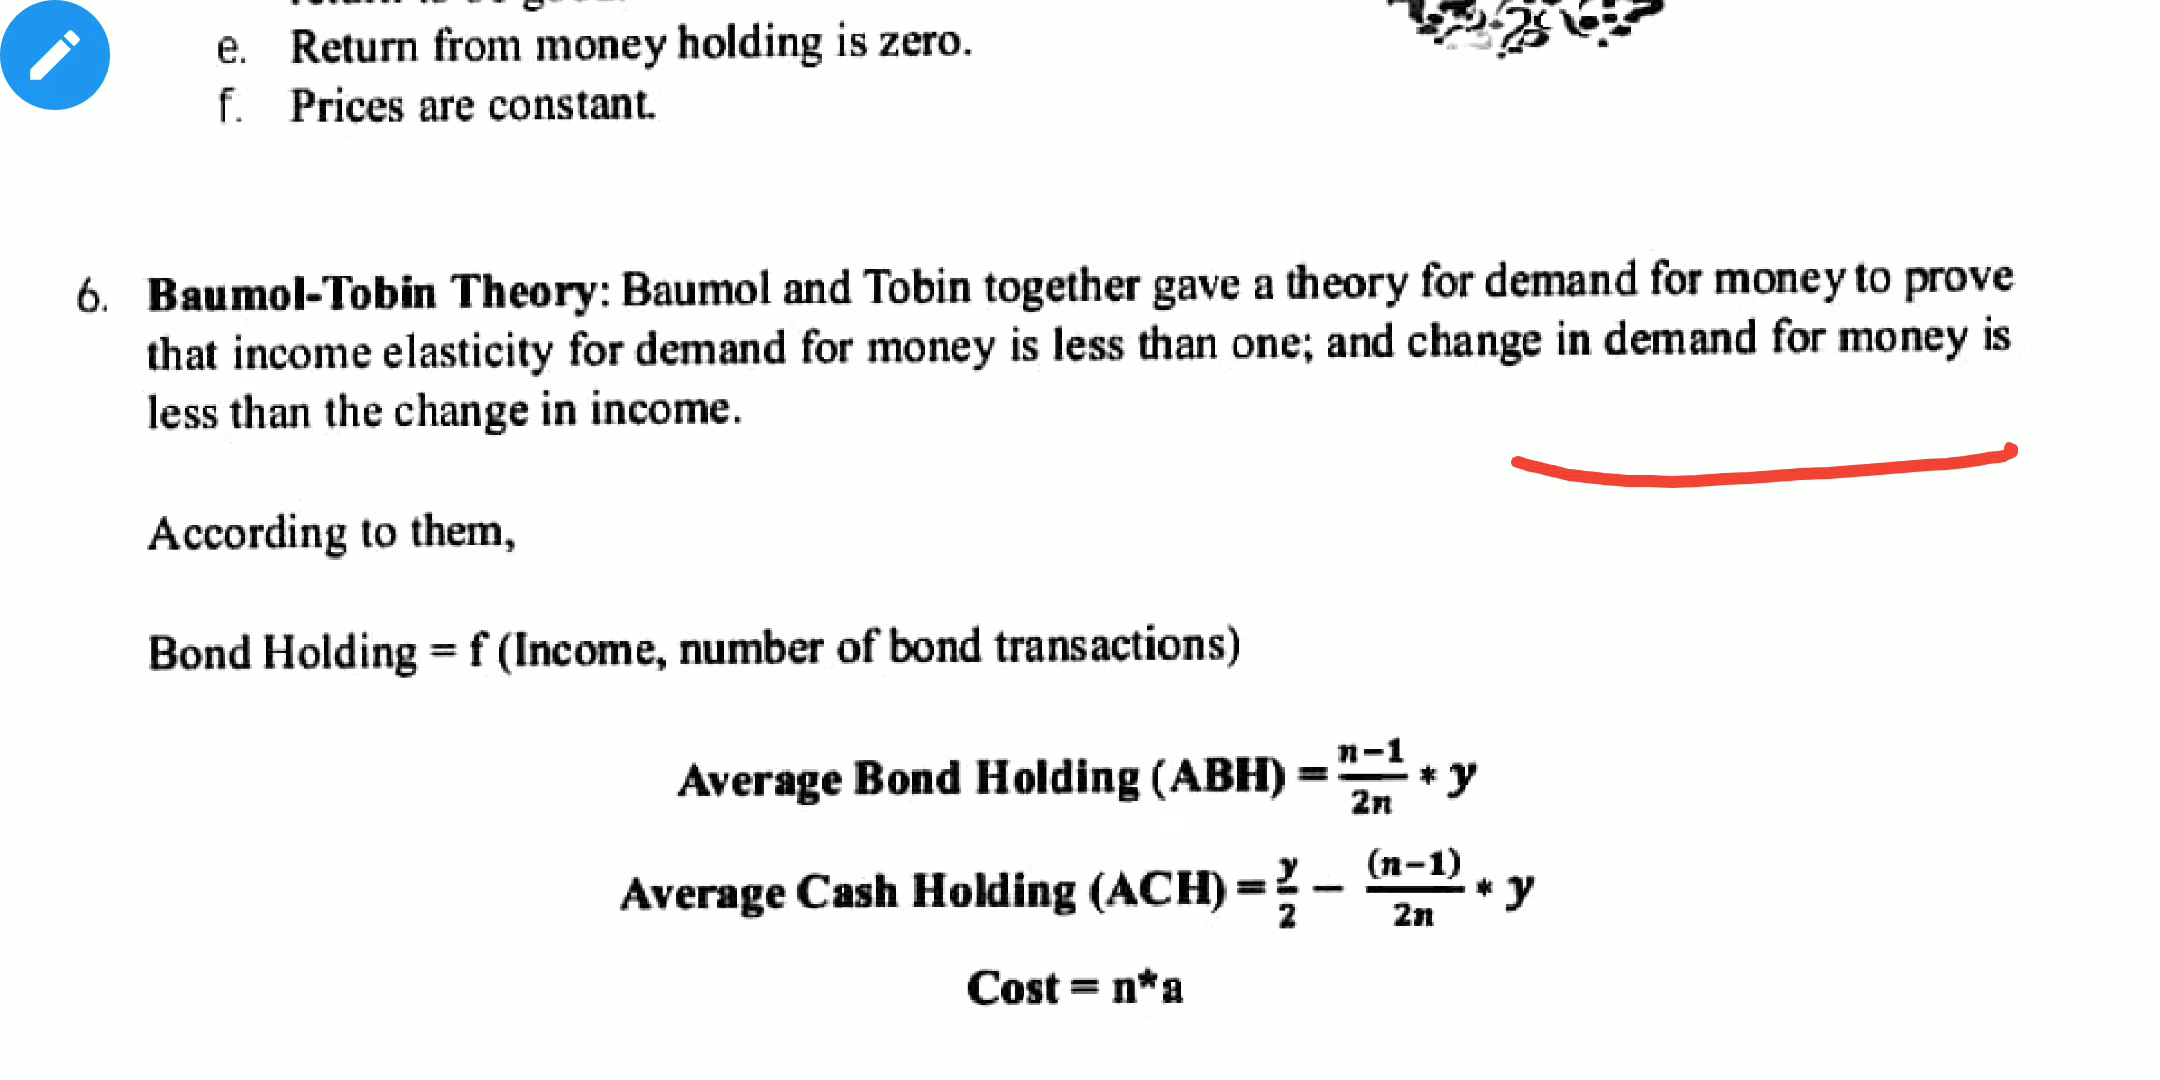 e. Return from money holding is zero.
f. Prices are constant.
6. Baumol-Tobin Theory: Baumol and Tobin together gave a theory for demand for money to prove
that income elasticity for demand for money is less than one; and change in demand for money is
less than the change in income.
According to them,
Bond Holding = f (Income, number of bond transactions)
Average Bond Holding (ABH) = \frac{n-1}{2n} * y
Average Cash Holding (ACH) = \frac{y}{2} - \frac{(n-1)}{2n} * y
Cost = n*a